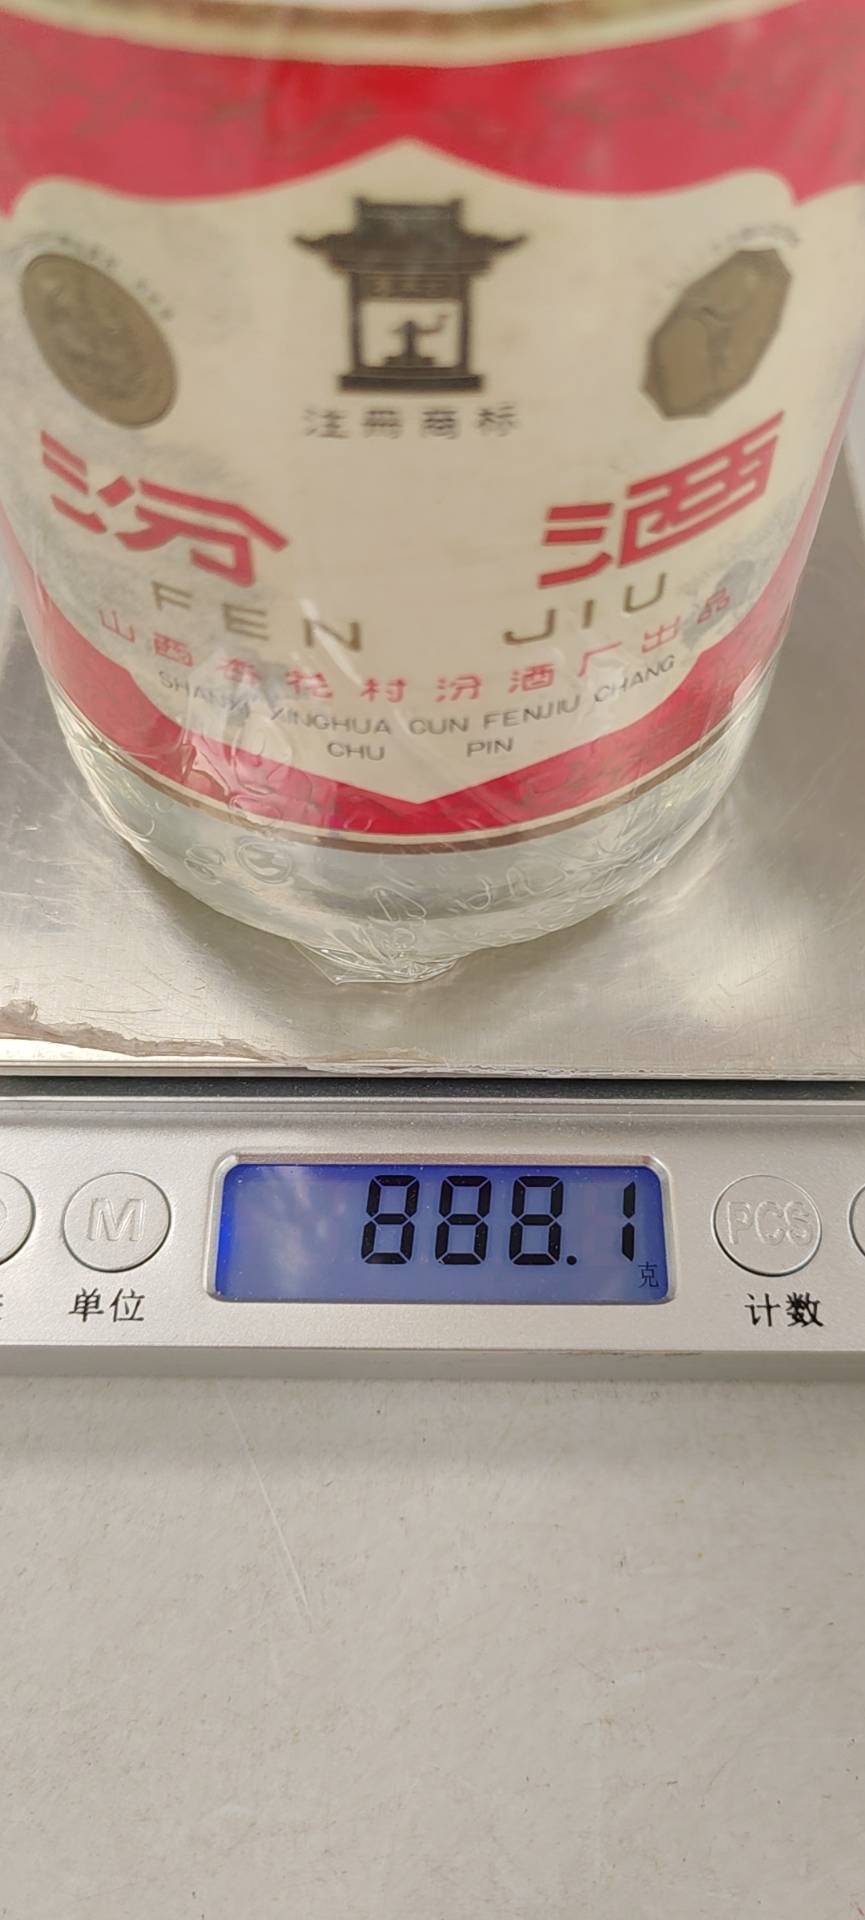 注册商标
汾酒
FEN JIU
山西杏花村汾酒厂出品
SHANXI XINGHUA CUN FENJIU CHANG
CHU PIN
888.1
克
M
PCS
单位
计数